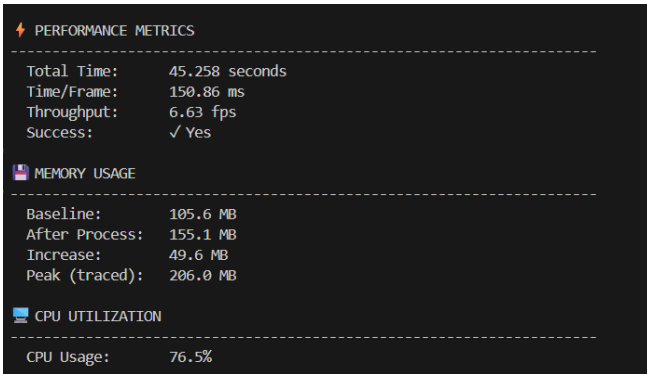 ⚡ PERFORMANCE METRICS
----------------------------------------------------------------------
Total Time: 45.258 seconds
Time/Frame: 150.86 ms
Throughput: 6.63 fps
Success: ✓ Yes
💾 MEMORY USAGE
----------------------------------------------------------------------
Baseline: 105.6 MB
After Process: 155.1 MB
Increase: 49.6 MB
Peak (traced): 206.0 MB
🖥️ CPU UTILIZATION
----------------------------------------------------------------------
CPU Usage: 76.5%